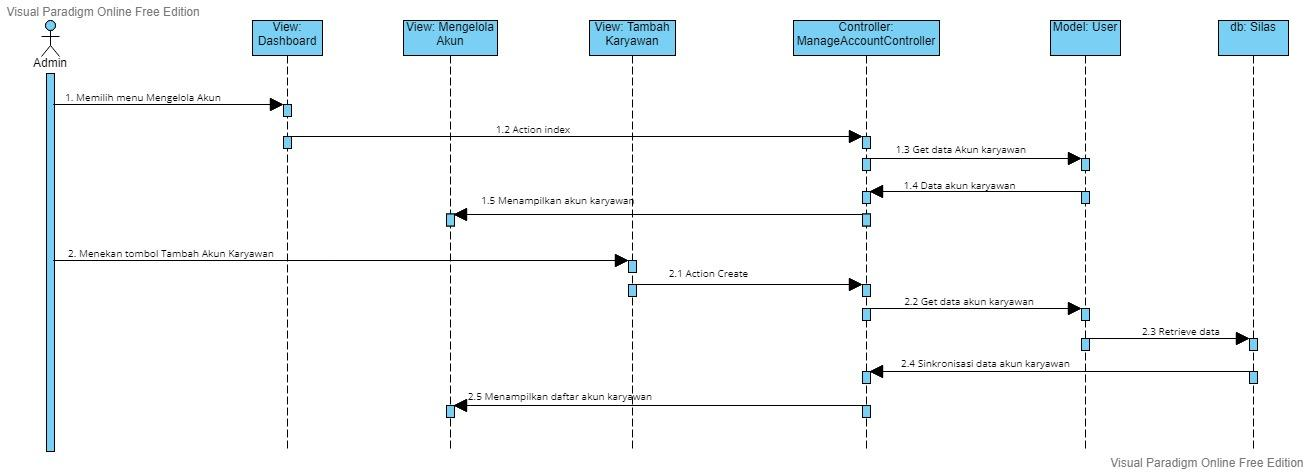 Visual Paradigm Online Free Edition
Admin
View:
Dashboard
View: Mengelola
Akun
View: Tambah
Karyawan
Controller:
ManageAccountController
Model: User
db: Silas
1. Memilih menu Mengelola Akun
1.2 Action index
1.3 Get data Akun karyawan
1.4 Data akun karyawan
1.5 Menampilkan akun karyawan
2. Menekan tombol Tambah Akun Karyawan
2.1 Action Create
2.2 Get data akun karyawan
2.3 Retrieve data
2.4 Sinkronisasi data akun karyawan
2.5 Menampilkan daftar akun karyawan
Visual Paradigm Online Free Edition